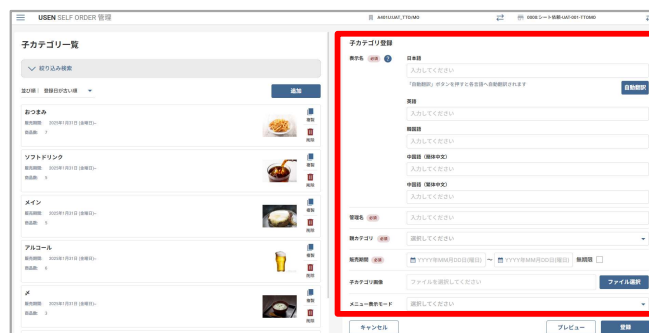 USEN SELF ORDER 管理
A401UUAT_TTO/MD
0000:シート依頼-UAT-001-TTOMD
子カテゴリ一覧
絞り込み検索
並び順： 登録日が古い順
追加
おつまみ
販売期間 2025年1月31日 (金曜日)~
商品数 7
複製
削除
ソフトドリンク
販売期間 2025年1月31日 (金曜日)~
商品数 6
複製
削除
メイン
販売期間 2025年1月31日 (金曜日)~
商品数 5
複製
削除
アルコール
販売期間 2025年1月31日 (金曜日)~
商品数 6
複製
削除
〆
販売期間 2025年1月31日 (金曜日)~
商品数 3
複製
削除
子カテゴリ登録
表示名 必須 ?
日本語
入力してください
「自動翻訳」ボタンを押すと各言語へ自動翻訳されます
自動翻訳
英語
入力してください
韓国語
入力してください
中国語（簡体中文）
入力してください
中国語（繁体中文）
入力してください
管理名 必須
入力してください
親カテゴリ 必須
選択してください
販売期間 必須
YYYY年MM月DD日(曜日) ~ YYYY年MM月DD日(曜日) 無期限
子カテゴリ画像
ファイルを選択してください
ファイル選択
メニュー表示モード
選択してください
キャンセル
プレビュー
登録